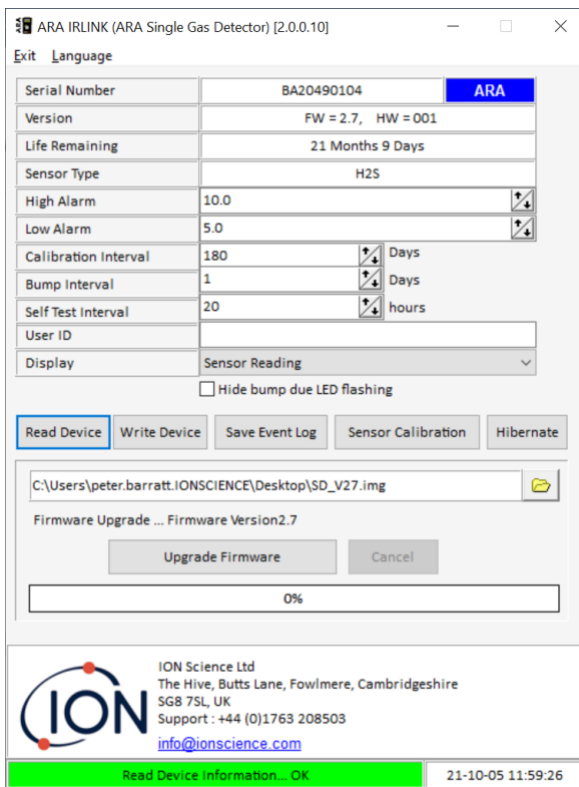 ARA IRLINK (ARA Single Gas Detector) [2.0.0.10]
Exit Language
Serial Number BA20490104 ARA
Version FW = 2.7, HW = 001
Life Remaining 21 Months 9 Days
Sensor Type H2S
High Alarm 10.0
Low Alarm 5.0
Calibration Interval 180 Days
Bump Interval 1 Days
Self Test Interval 20 hours
User ID
Display Sensor Reading
Hide bump due LED flashing
Read Device Write Device Save Event Log Sensor Calibration Hibernate
C:\Users\peter.barratt.IONSCIENCE\Desktop\SD_V27.img
Firmware Upgrade ... Firmware Version2.7
Upgrade Firmware Cancel
0%
ION
ION Science Ltd
The Hive, Butts Lane, Fowlmere, Cambridgeshire
SG8 7SL, UK
Support : +44 (0)1763 208503
info@ionscience.com
Read Device Information... OK 21-10-05 11:59:26